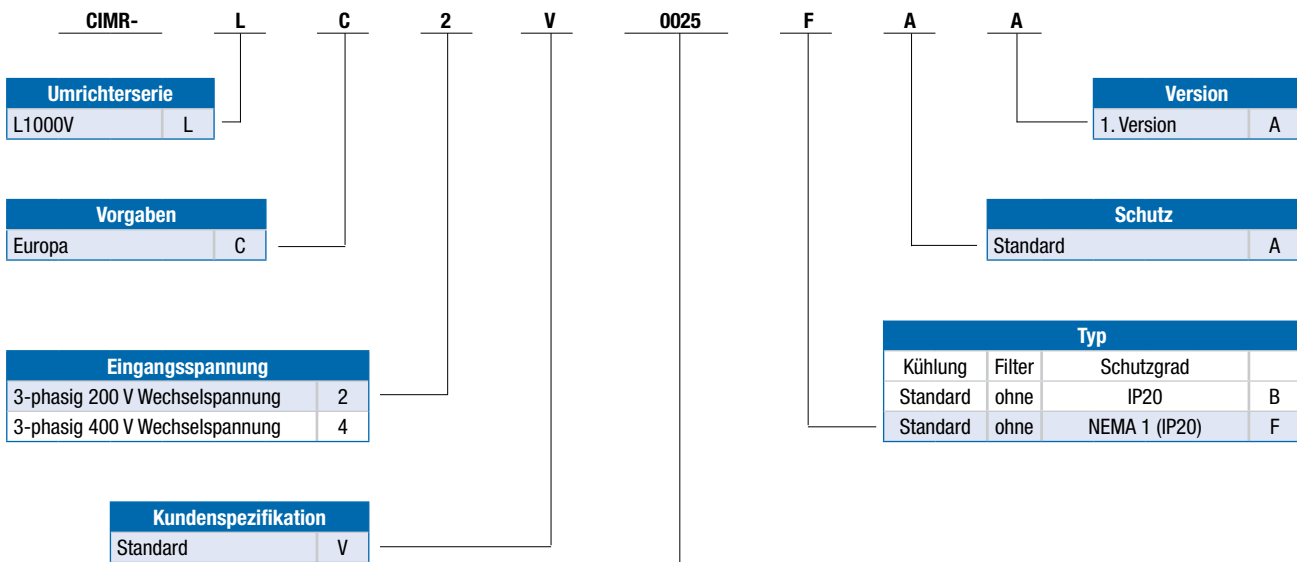 CIMR- L C 2 V 0025 F A A
Umrichterserie
L1000V L
Version
1. Version A
Vorgaben
Europa C
Schutz
Standard A
Eingangsspannung
3-phasig 200 V Wechselspannung 2
3-phasig 400 V Wechselspannung 4
Typ
Kühlung Filter Schutzgrad
Standard ohne IP20 B
Standard ohne NEMA 1 (IP20) F
Kundenspezifikation
Standard V